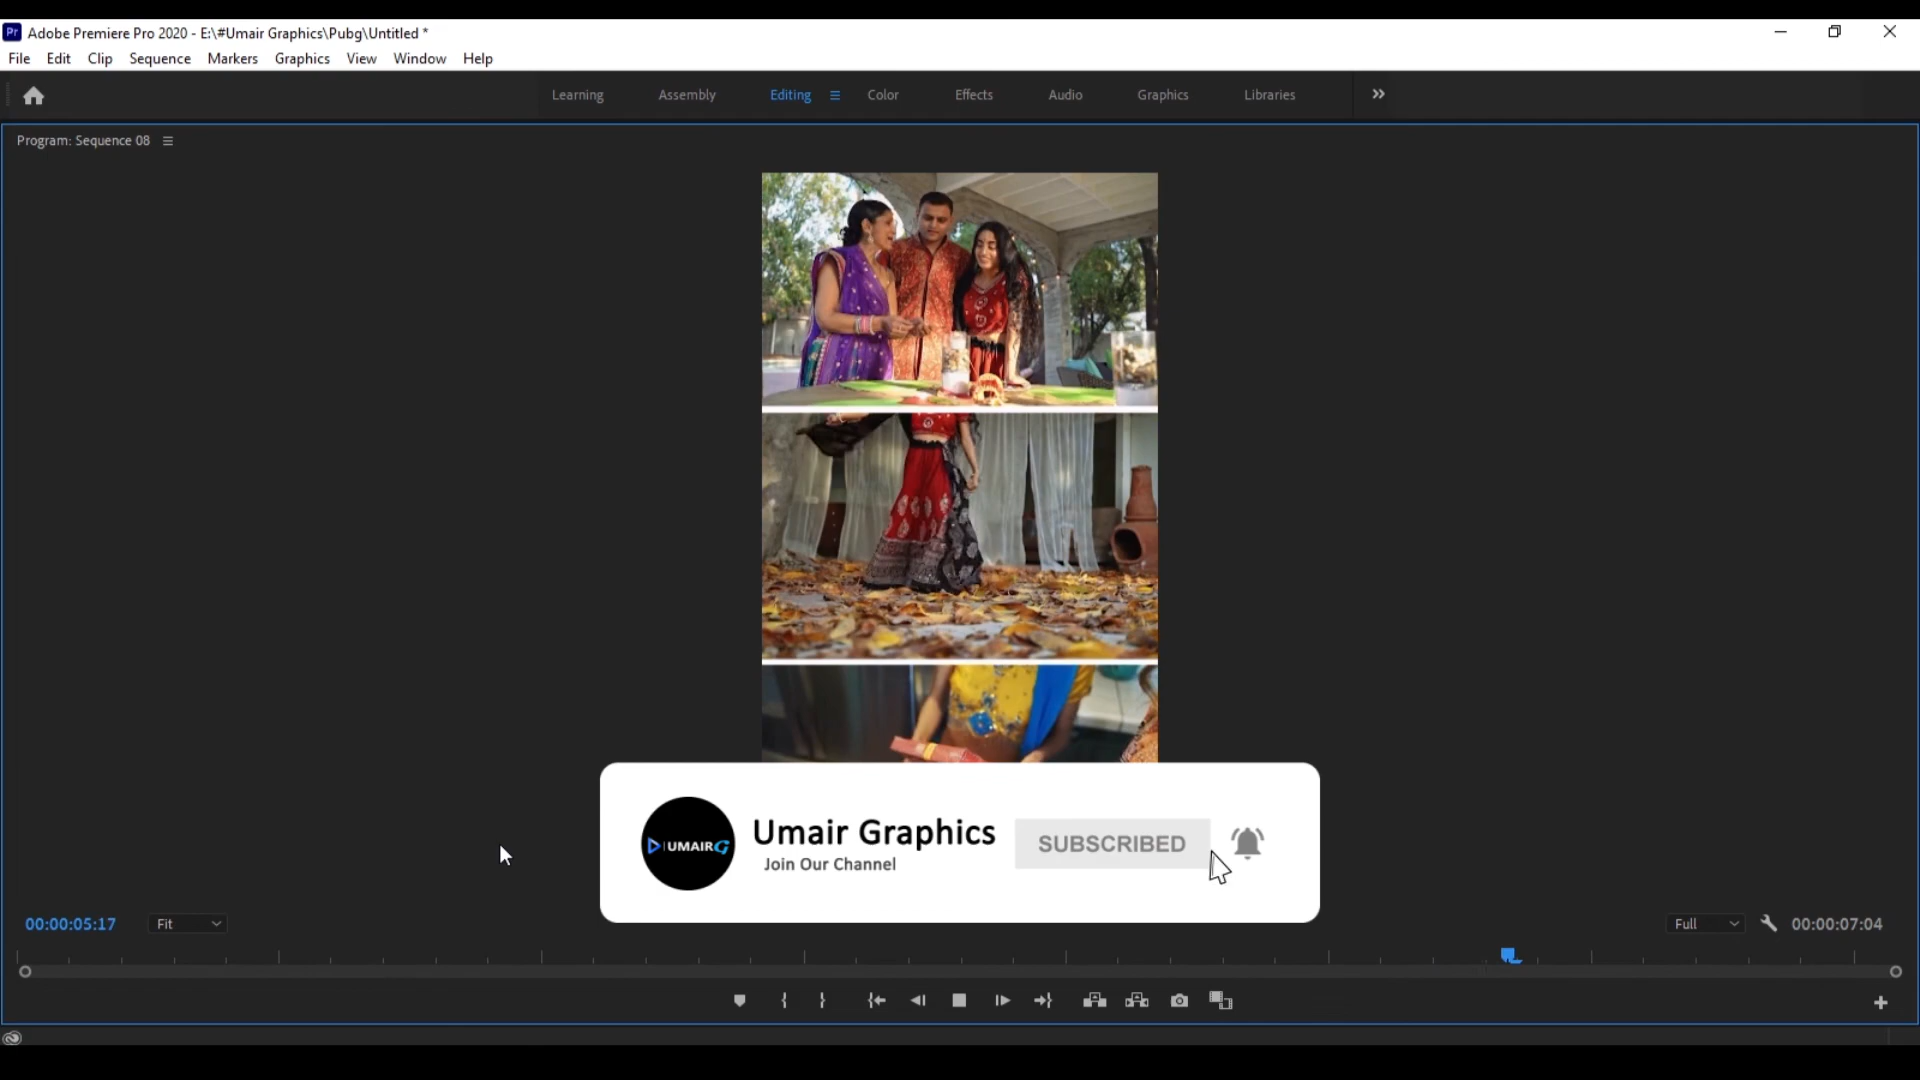 Pr Adobe Premiere Pro 2020 - E:\#Umair Graphics\Pubg\Untitled *
File Edit Clip Sequence Markers Graphics View Window Help
Learning Assembly Editing Color Effects Audio Graphics Libraries
Program: Sequence 08
UMAIRG
Umair Graphics
Join Our Channel
SUBSCRIBED
00:00:05:17 Fit Full 00:00:07:04